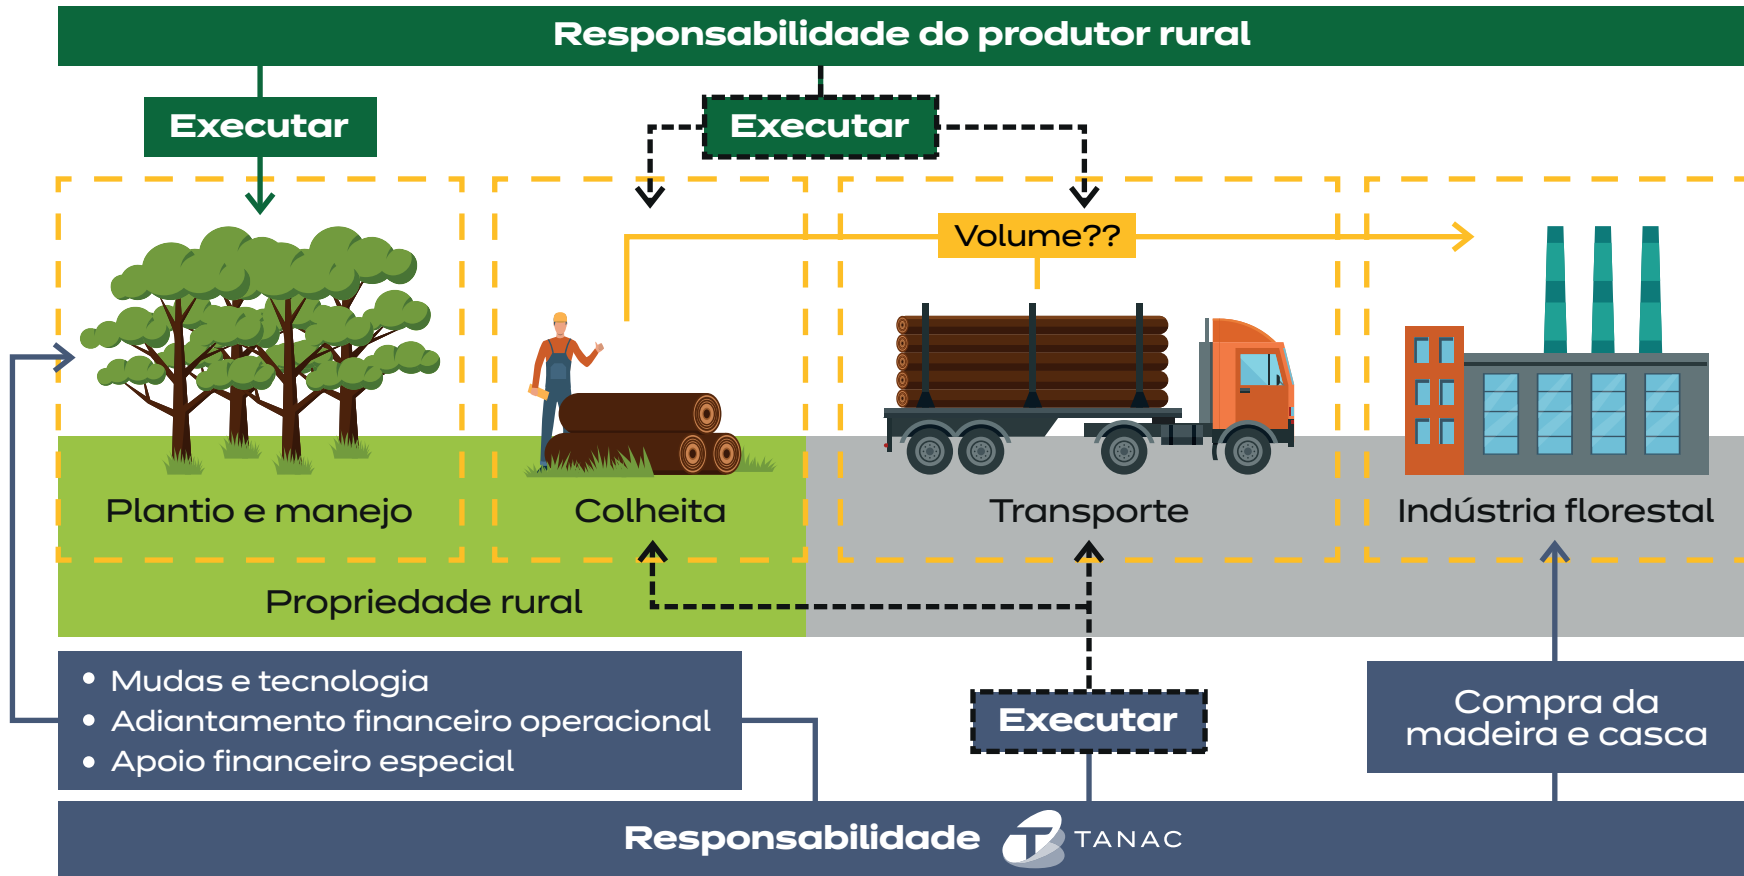 Responsabilidade do produtor rural
Executar
Executar
Volume??
Plantio e manejo
Colheita
Transporte
Indústria florestal
Propriedade rural
• Mudas e tecnologia
• Adiantamento financeiro operacional
• Apoio financeiro especial
Executar
Compra da
madeira e casca
Responsabilidade TANAC